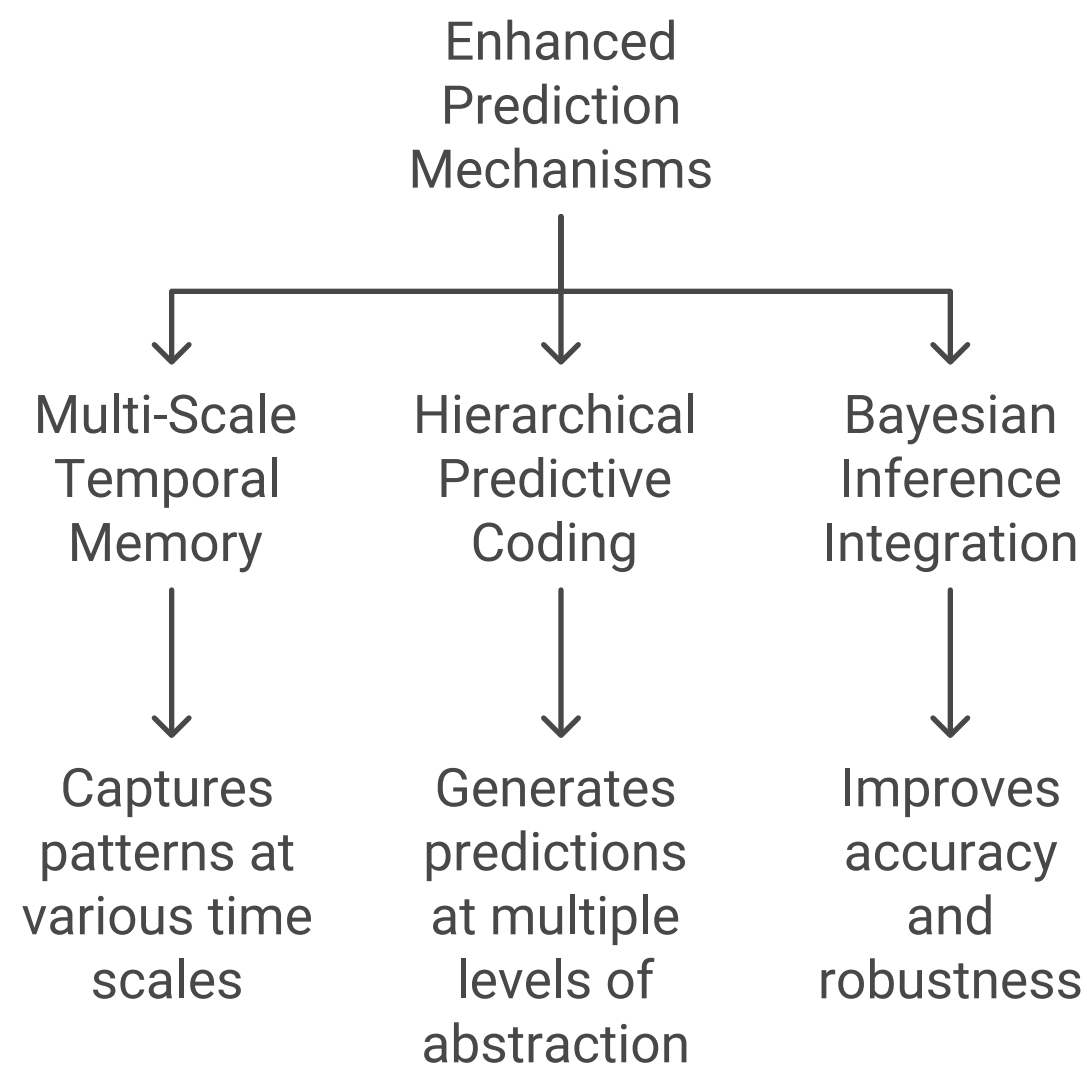 Enhanced
Prediction
Mechanisms
Multi-Scale
Temporal
Memory
Hierarchical
Predictive
Coding
Bayesian
Inference
Integration
Captures
patterns at
various time
scales
Generates
predictions
at multiple
levels of
abstraction
Improves
accuracy
and
robustness